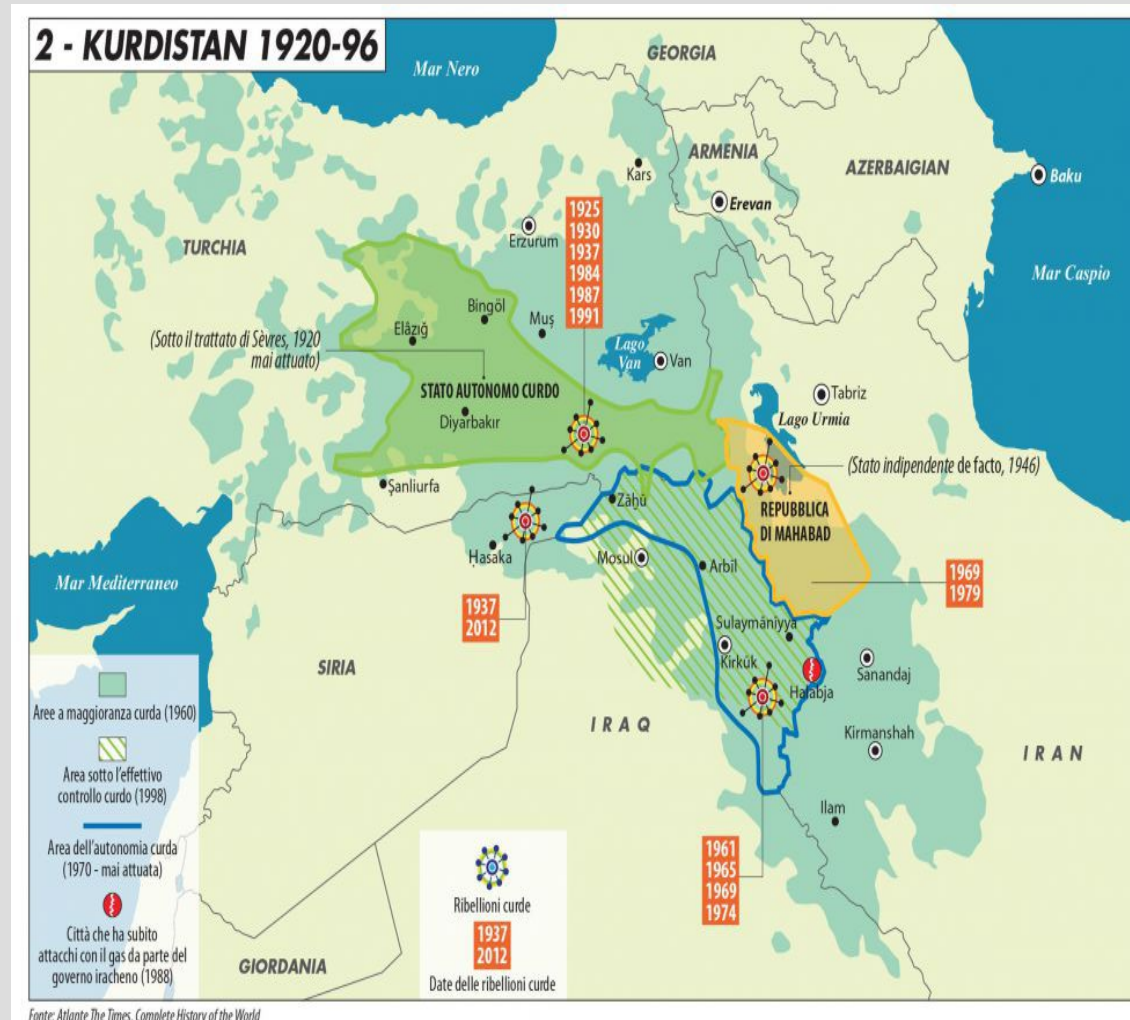 2 - KURDISTAN 1920-96
Mar Nero
GEORGIA
ARMENIA
AZERBAIGIAN
Kars
Erevan
Baku
Mar Caspio
TURCHIA
Erzurum
1925
1930
1937
1984
1987
1991
Bingöl
Muş
Elâzığ
Lago
Van
Van
(Sotto il trattato di Sèvres, 1920
mai attuato)
STATO AUTONOMO CURDO
Diyarbakır
Tabriz
Lago Urmia
(Stato indipendente de facto, 1946)
REPUBBLICA
DI MAHABAD
Şanliurfa
Zāḫū
Ḥasaka
Mosul
Arbīl
Mar Mediterraneo
1937
2012
1969
1979
SIRIA
Sulaymāniyya
Kirkūk
Halabja
Sanandaj
IRAQ
Kirmanshah
IRAN
Ilam
1961
1965
1969
1974
GIORDANIA
Aree a maggioranza curda (1960)
Area sotto l'effettivo
controllo curdo (1998)
Area dell'autonomia curda
(1970 - mai attuata)
Città che ha subito
attacchi con il gas da parte del
governo iracheno (1988)
Ribellioni curde
1937
2012
Date delle ribellioni curde
Fonte: Atlante The Times, Complete History of the World